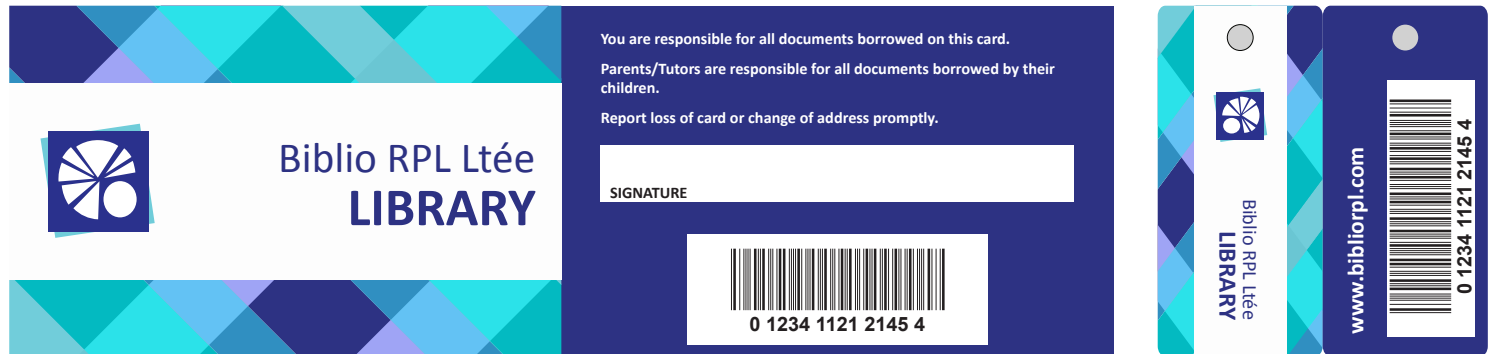 Biblio RPL Ltée
LIBRARY
You are responsible for all documents borrowed on this card.
Parents/Tutors are responsible for all documents borrowed by their
children.
Report loss of card or change of address promptly.
SIGNATURE
0 1234 1121 2145 4
Biblio RPL Ltée
LIBRARY
www.bibliorpl.com
0 1234 1121 2145 4